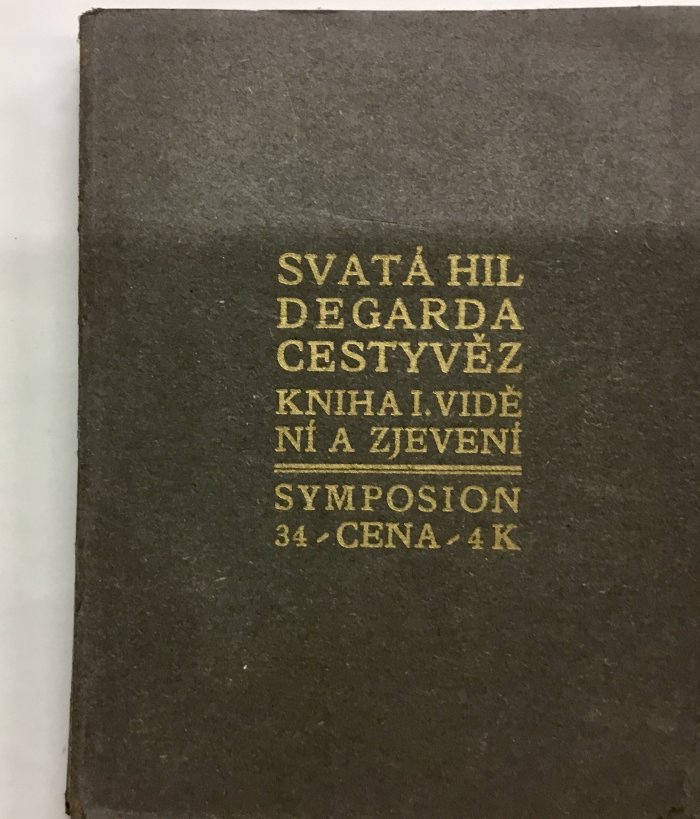 SVATÁ HIL
DEGARDA
CESTYVĚZ
KNIHA I. VIDĚ
NÍ A ZJEVENÍ
SYMPOSION
34 - CENA - 4 K